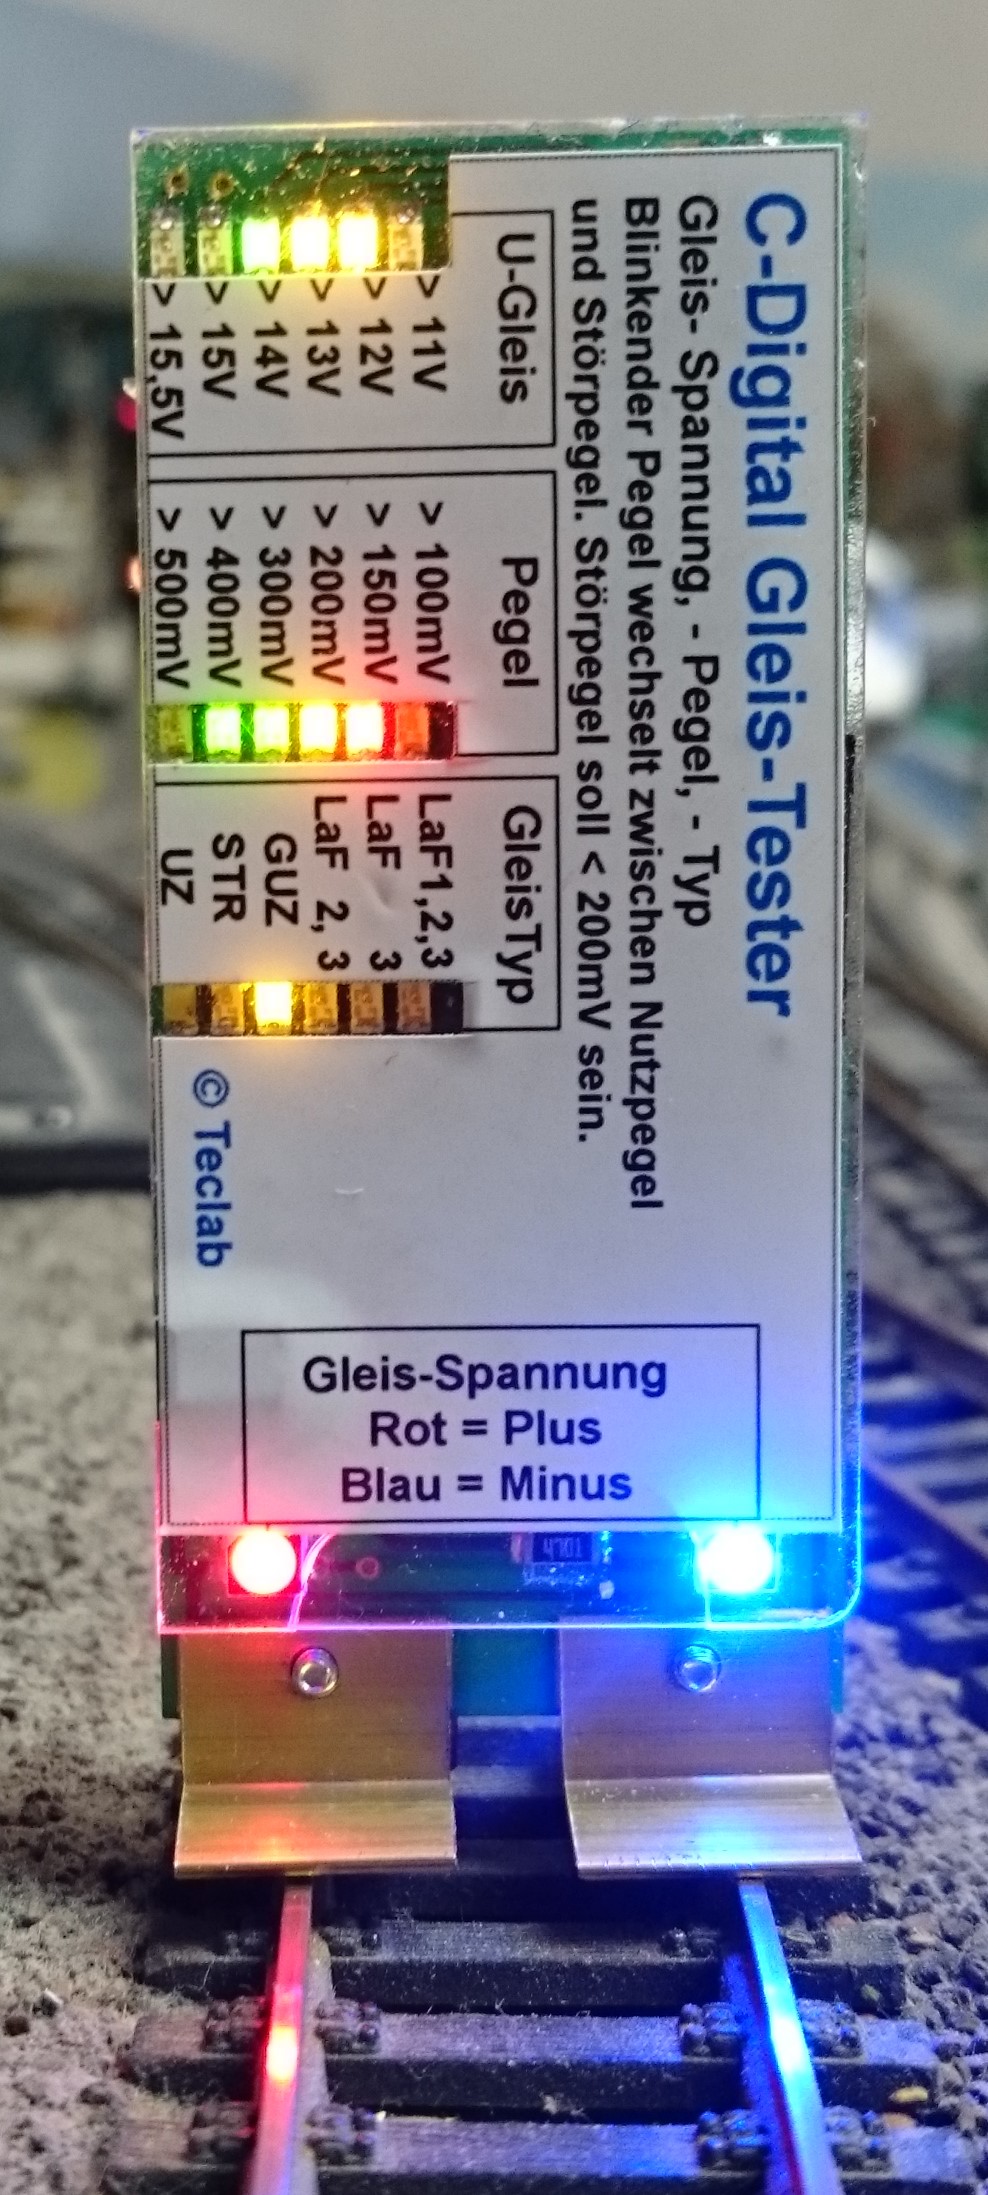 C-Digital Gleis-Tester
Gleis- Spannung, - Pegel, - Typ
Blinkender Pegel wechselt zwischen Nutzpegel
und Störpegel. Störpegel soll < 200mV sein.
U-Gleis
> 11V
> 12V
> 13V
> 14V
> 15V
> 15,5V
Pegel
> 100mV
> 150mV
> 200mV
> 300mV
> 400mV
> 500mV
GleisTyp
LaF1,2,3
LaF 3
LaF 2, 3
GUZ
STR
UZ
© Teclab
Gleis-Spannung
Rot = Plus
Blau = Minus